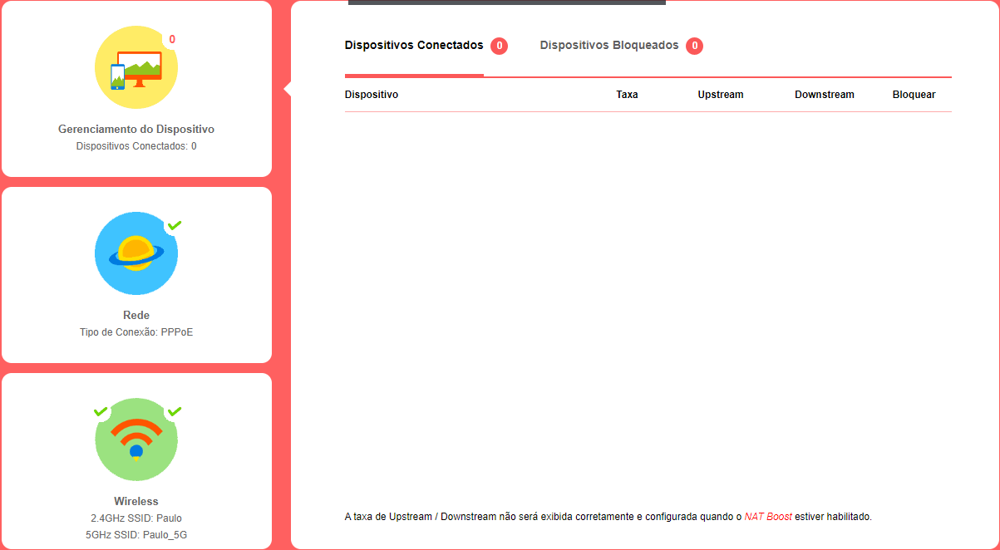 0
Gerenciamento do Dispositivo
Dispositivos Conectados: 0
Rede
Tipo de Conexão: PPPoE
Wireless
2.4GHz SSID: Paulo
5GHz SSID: Paulo_5G
Dispositivos Conectados 0 Dispositivos Bloqueados 0
Dispositivo Taxa Upstream Downstream Bloquear
A taxa de Upstream / Downstream não será exibida corretamente e configurada quando o NAT Boost estiver habilitado.